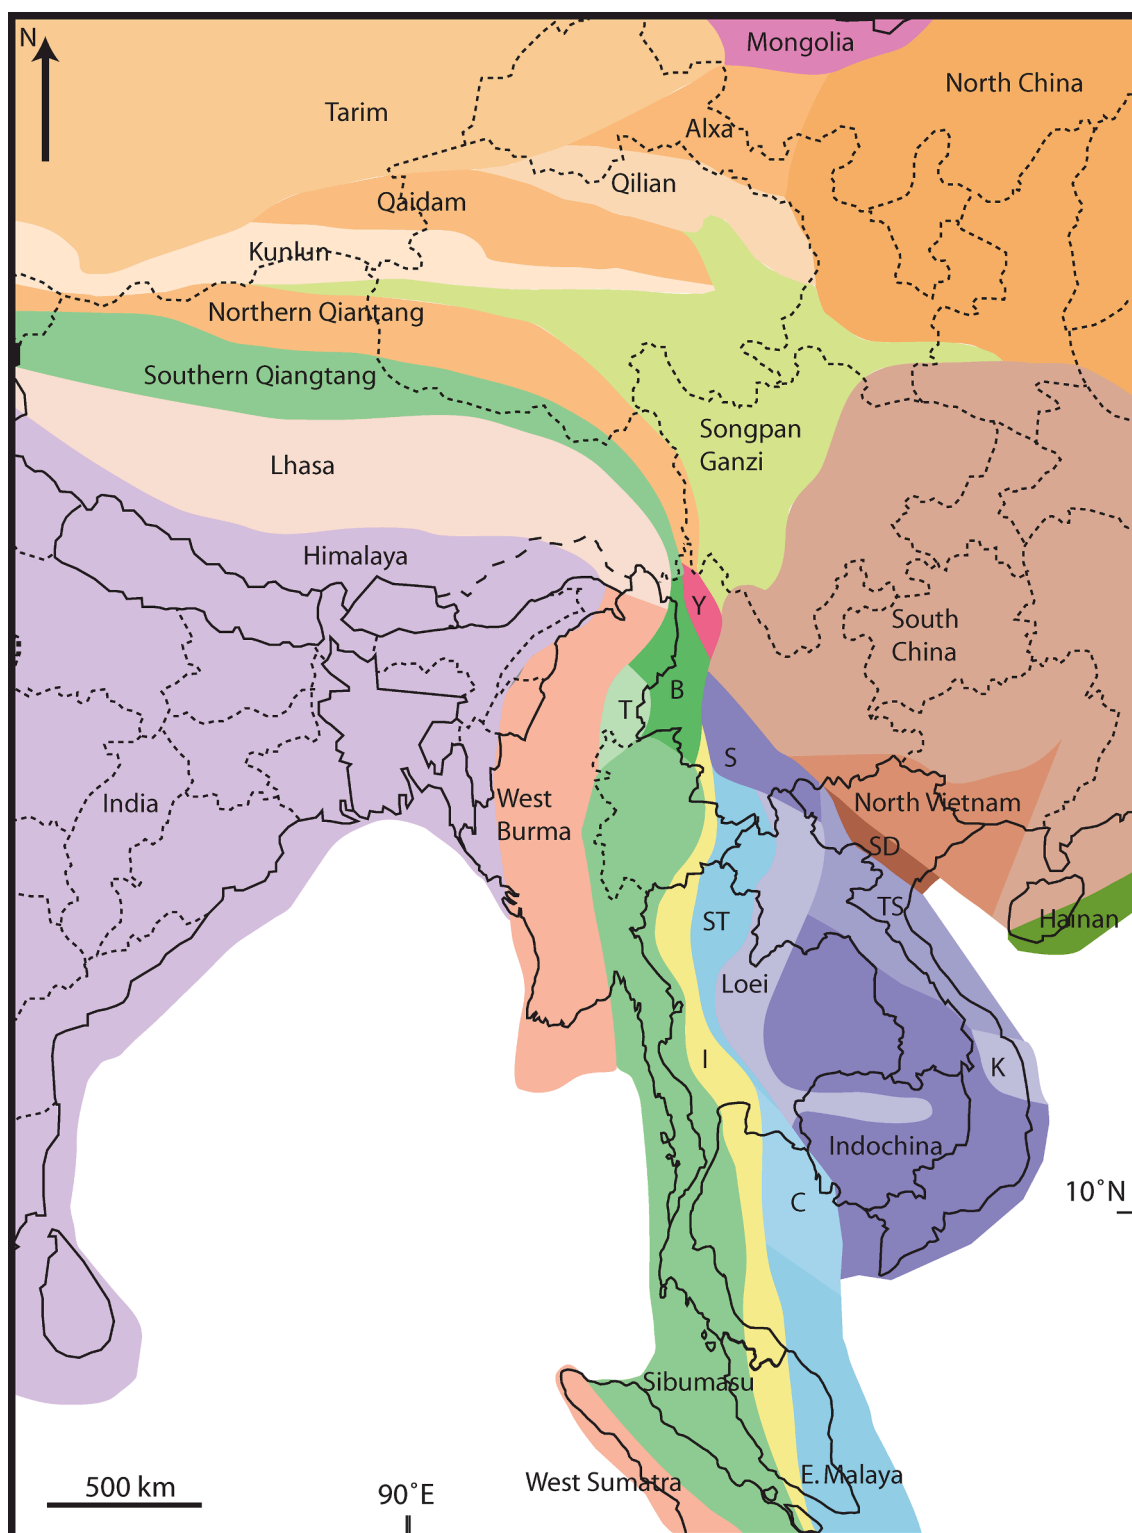 N
Mongolia
North China
Tarim
Alxa
Qilian
Qaidam
Kunlun
Northern Qiantang
Southern Qiangtang
Songpan
Ganzi
Lhasa
Himalaya
Y
South
China
B
T
S
India
West
Burma
North Vietnam
SD
TS
ST
Hainan
Loei
I
K
Indochina
10˚N
C
Sibumasu
West Sumatra
E. Malaya
500 km
90˚E